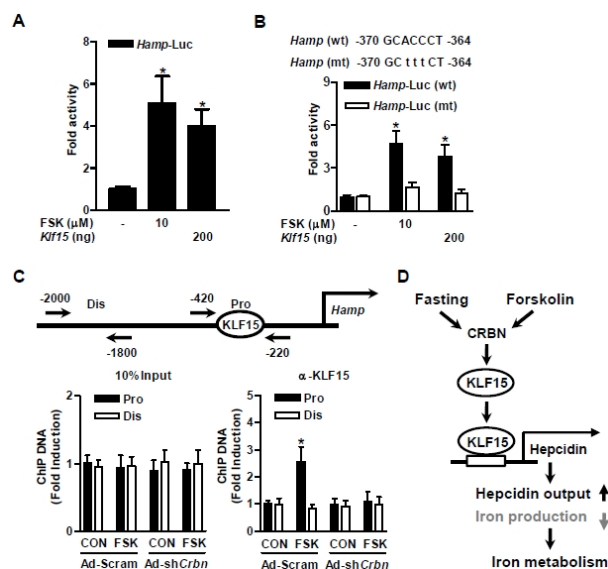 A
Hamp-Luc
Fold activity
8
6
4
2
0
*
*
FSK (μM) - 10
Klf15 (ng) 200
B
Hamp (wt) -370 GCACCCT -364
Hamp (mt) -370 GC t t t CT -364
Hamp-Luc (wt)
Hamp-Luc (mt)
Fold activity
9
6
3
0
*
*
FSK (μM) - 10
Klf15 (ng) 200
C
-2000
Dis
-420
Pro
Hamp
KLF15
-1800
-220
10% Input
Pro
Dis
ChIP DNA
(Fold Induction)
2
1
0
CON FSK CON FSK
Ad-Scram Ad-shCrbn
α-KLF15
Pro
Dis
ChIP DNA
(Fold Induction)
5
4
3
2
1
0
*
CON FSK CON FSK
Ad-Scram Ad-shCrbn
D
Fasting Forskolin
CRBN
KLF15
KLF15
Hepcidin
Hepcidin output
Iron production
Iron metabolism